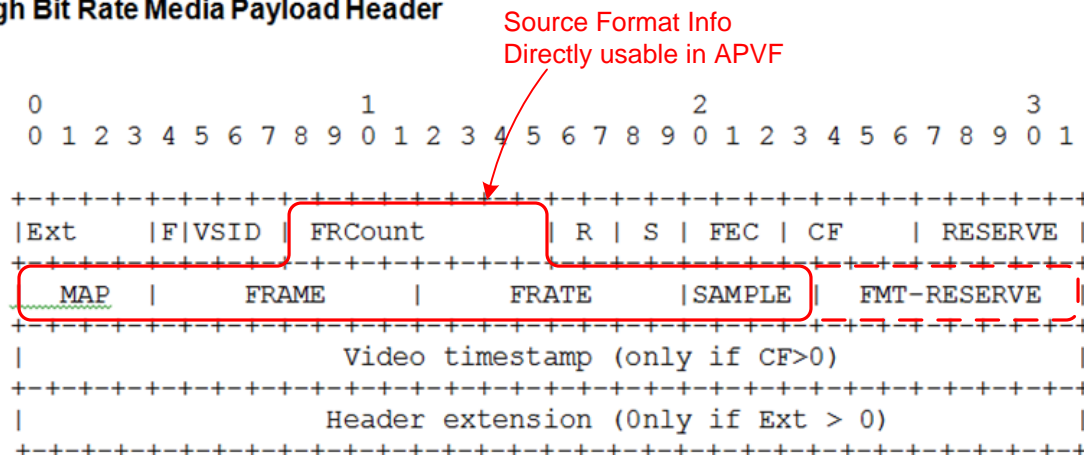 gh Bit Rate Media Payload Header
Source Format Info
Directly usable in APVF
0 1 2 3
0 1 2 3 4 5 6 7 8 9 0 1 2 3 4 5 6 7 8 9 0 1 2 3 4 5 6 7 8 9 0 1
+-+-+-+-+-+-+-+-+-+-+-+-+-+-+-+-+-+-+-+-+-+-+-+-+-+-+-+-+-+-+-+-+
|Ext |F|VSID | FRCount | R | S | FEC | CF | RESERVE |
+-+-+-+-+-+-+-+-+-+-+-+-+-+-+-+-+-+-+-+-+-+-+-+-+-+-+-+-+-+-+-+-+
| MAP | FRAME | FRATE |SAMPLE | FMT-RESERVE |
+-+-+-+-+-+-+-+-+-+-+-+-+-+-+-+-+-+-+-+-+-+-+-+-+-+-+-+-+-+-+-+-+
| Video timestamp (only if CF>0) |
+-+-+-+-+-+-+-+-+-+-+-+-+-+-+-+-+-+-+-+-+-+-+-+-+-+-+-+-+-+-+-+-+
| Header extension (0nly if Ext > 0) |
+-+-+-+-+-+-+-+-+-+-+-+-+-+-+-+-+-+-+-+-+-+-+-+-+-+-+-+-+-+-+-+-+